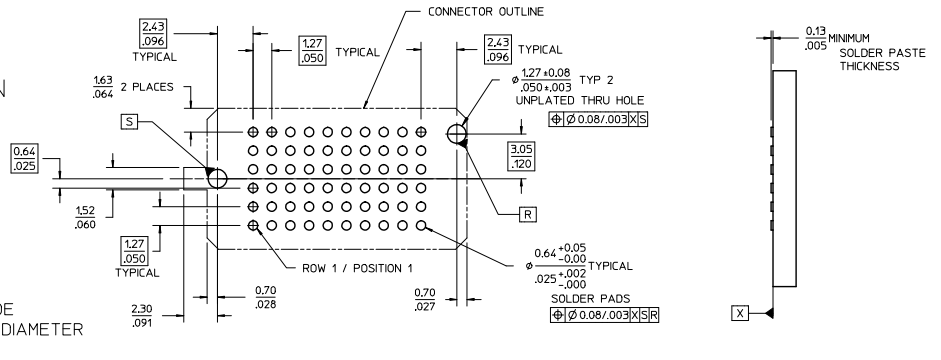 CONNECTOR OUTLINE
2.43
.096
TYPICAL
1.27
.050
TYPICAL
2.43
.096
TYPICAL
0.13
.005
MINIMUM
SOLDER PASTE
THICKNESS
1.63
.064
2 PLACES
ø 1.27 ±0.08
.050 ±.003
TYP 2
UNPLATED THRU HOLE
⌖ Ø 0.08/.003 X S
N
S
0.64
.025
3.05
.120
1.52
.060
R
1.27
.050
TYPICAL
ROW 1 / POSITION 1
ø 0.64 +0.05
-0.00
.025 +.002
-.000
TYPICAL
SOLDER PADS
⌖ Ø 0.08/.003 X S R
0.70
.028
0.70
.027
2.30
.091
DE
DIAMETER
X